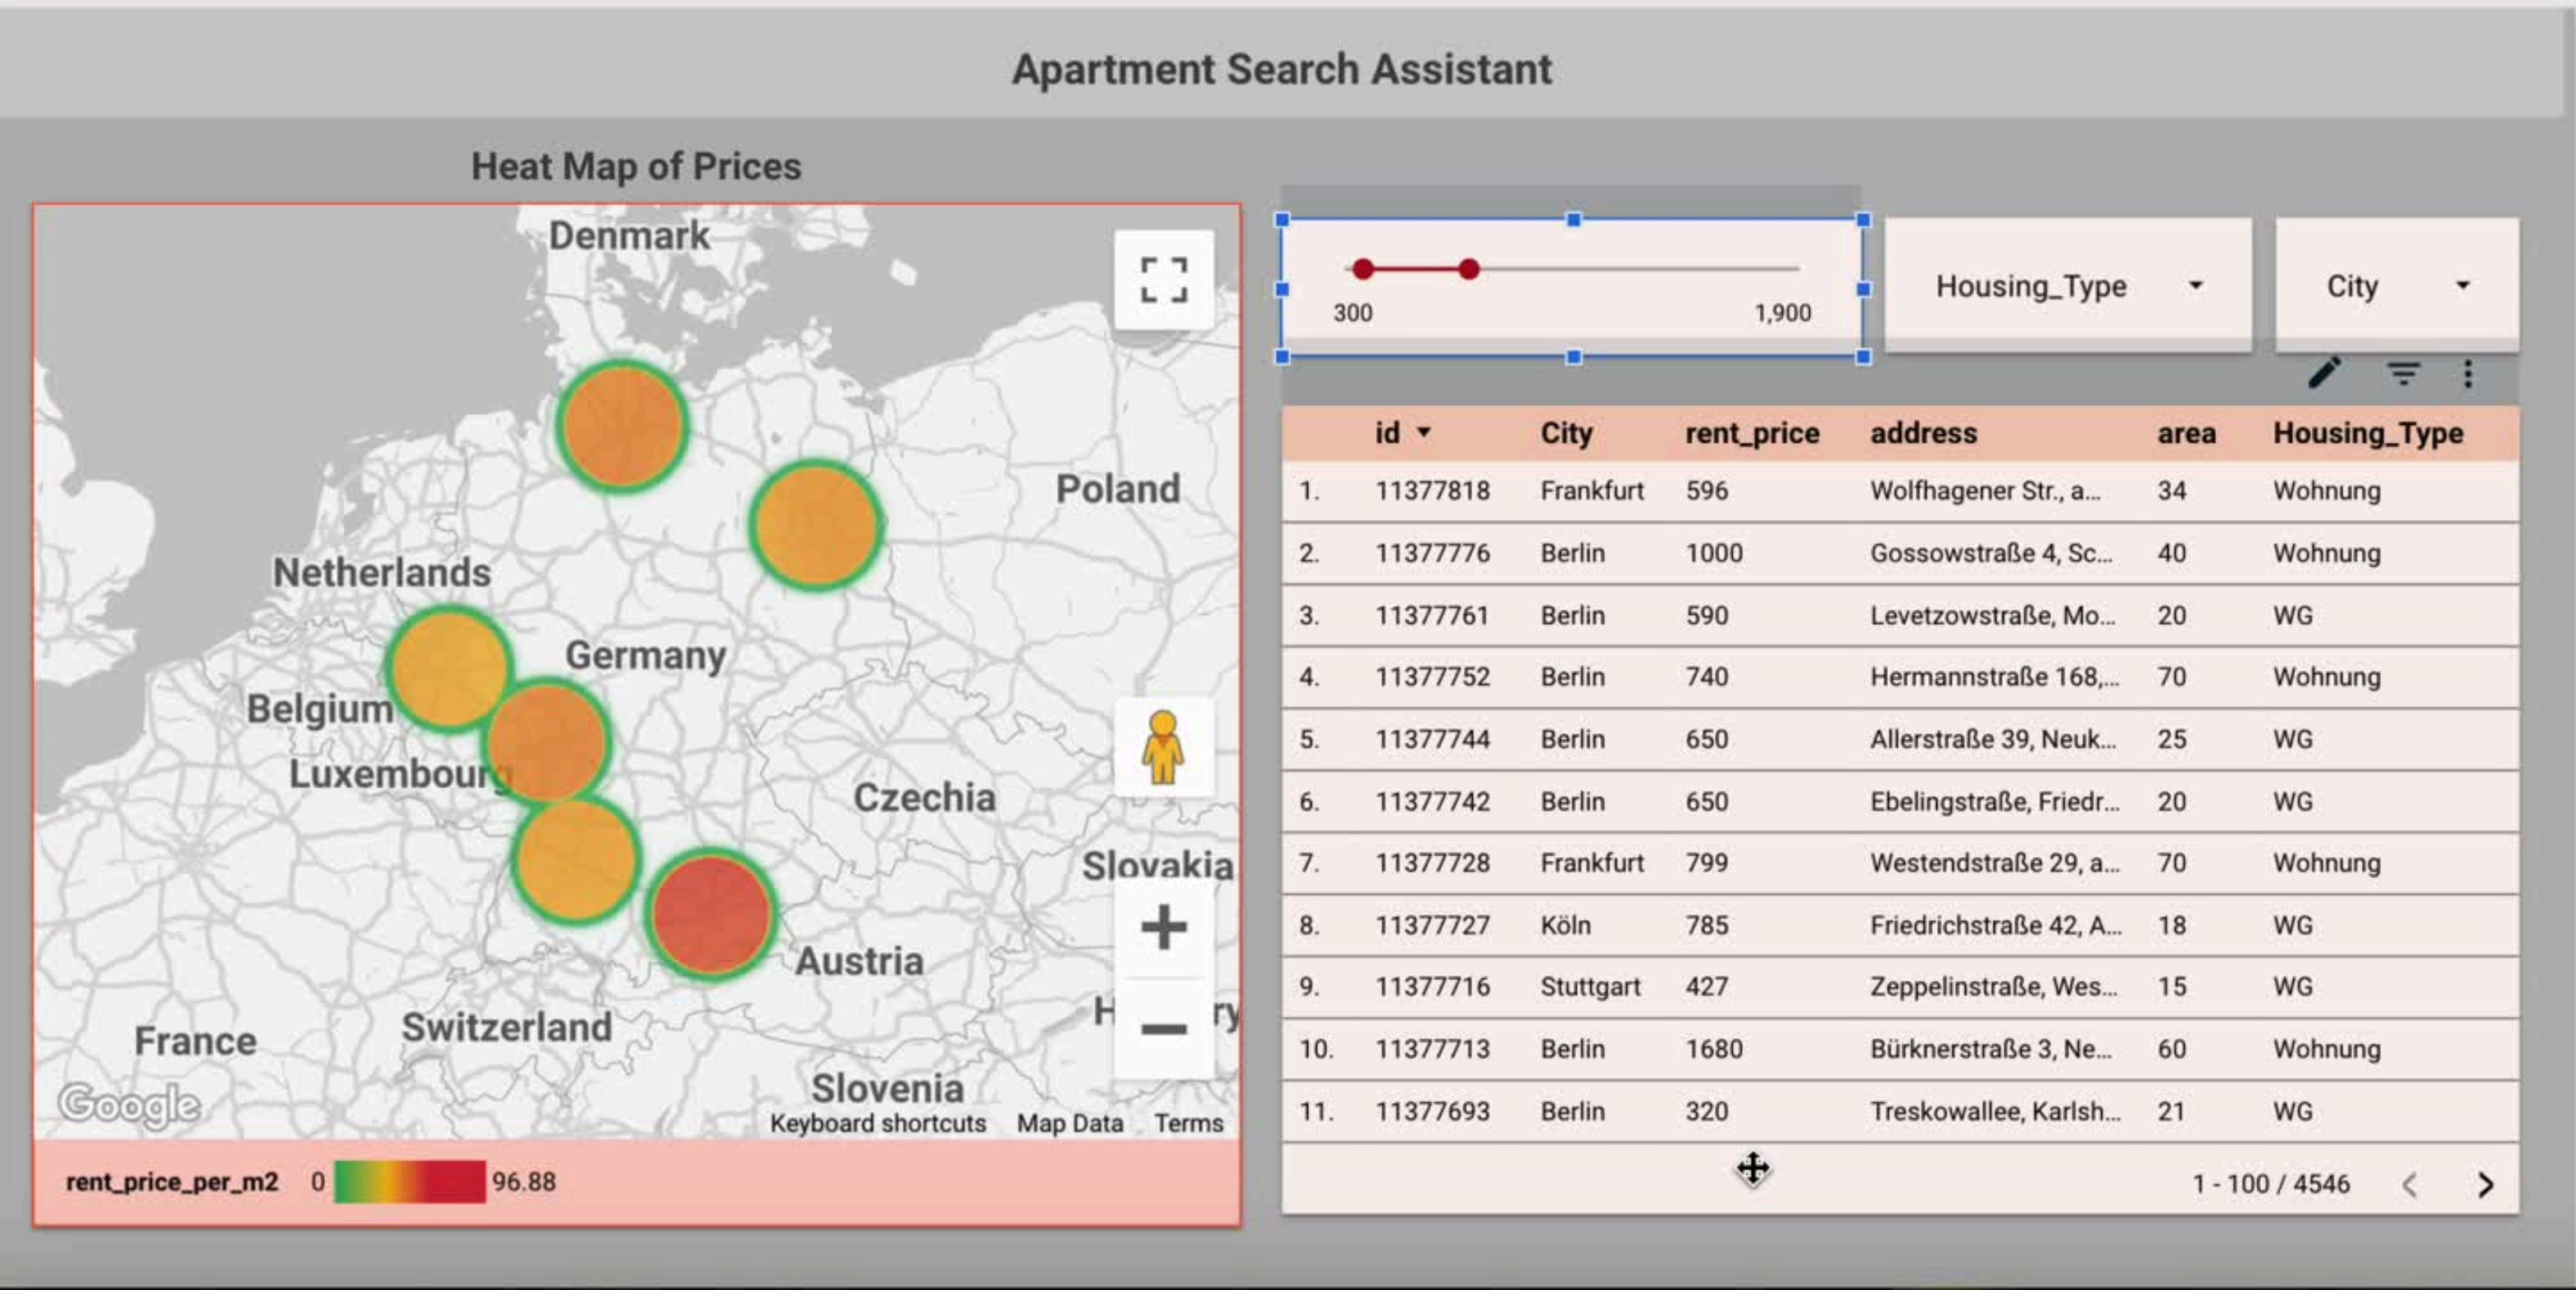 Apartment Search Assistant
Heat Map of Prices
Denmark
Poland
Netherlands
Germany
Belgium
Luxembourg
Czechia
Slovakia
Austria
Switzerland
France
Slovenia
Google
Keyboard shortcuts Map Data Terms
rent_price_per_m2 0 96.88
300 1,900
Housing_Type
City
id City rent_price address area Housing_Type
1. 11377818 Frankfurt 596 Wolfhagener Str., a... 34 Wohnung
2. 11377776 Berlin 1000 Gossowstraße 4, Sc... 40 Wohnung
3. 11377761 Berlin 590 Levetzowstraße, Mo... 20 WG
4. 11377752 Berlin 740 Hermannstraße 168,... 70 Wohnung
5. 11377744 Berlin 650 Allerstraße 39, Neuk... 25 WG
6. 11377742 Berlin 650 Ebelingstraße, Friedr... 20 WG
7. 11377728 Frankfurt 799 Westendstraße 29, a... 70 Wohnung
8. 11377727 Köln 785 Friedrichstraße 42, A... 18 WG
9. 11377716 Stuttgart 427 Zeppelinstraße, Wes... 15 WG
10. 11377713 Berlin 1680 Bürknerstraße 3, Ne... 60 Wohnung
11. 11377693 Berlin 320 Treskowallee, Karlsh... 21 WG
1 - 100 / 4546